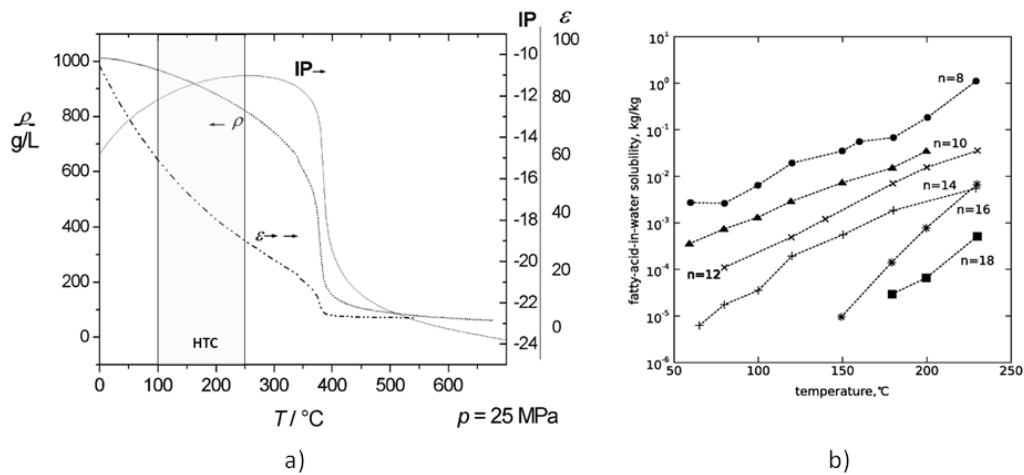 IP ε
1000
800
600
400
200
0
ρ
g/L
IP→
← ρ
ε→ →
HTC
-10
-12
-14
-16
-18
-20
-22
-24
100
80
60
40
20
0
0 100 200 300 400 500 600
T / °C p = 25 MPa
a)
fatty-acid-in-water solubility, kg/kg
10¹
10⁰
10⁻¹
10⁻²
10⁻³
10⁻⁴
10⁻⁵
10⁻⁶
n=8
n=10
n=14
n=16
n=12
n=18
50 100 150 200 250
temperature,℃
b)